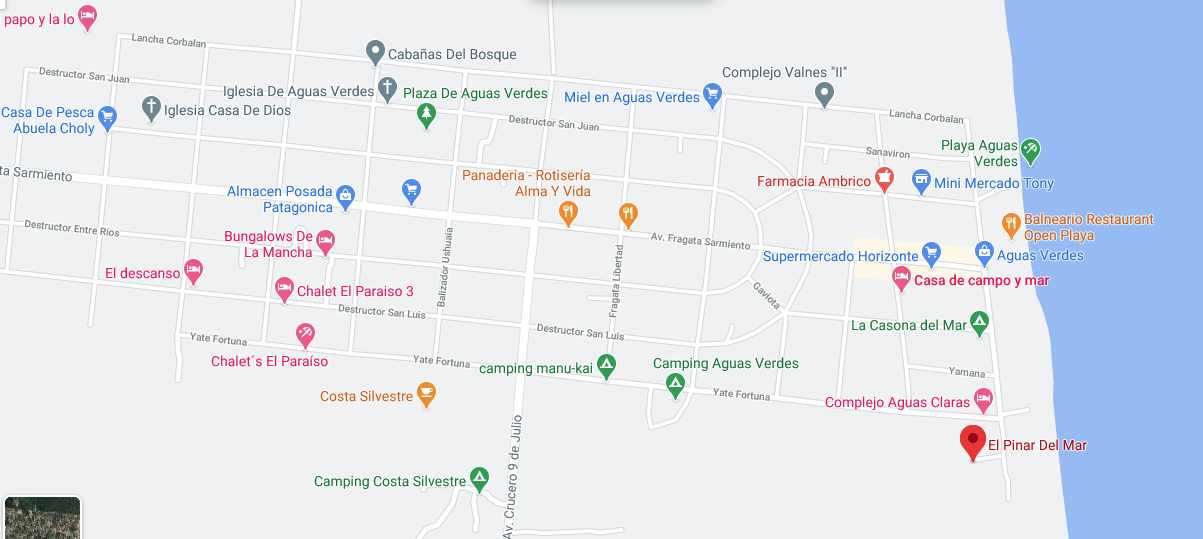 papo y la lo
Lancha Corbalan
Cabañas Del Bosque
Destructor San Juan
Iglesia De Aguas Verdes
Plaza De Aguas Verdes
Complejo Valnes "II"
Miel en Aguas Verdes
Casa De Pesca
Abuela Choly
Iglesia Casa De Dios
Destructor San Juan
Lancha Corbalan
Sanaviron
Playa Aguas
Verdes
ta Sarmiento
Almacen Posada
Patagonica
Panaderia - Rotisería
Alma Y Vida
Farmacia Ambrico
Mini Mercado Tony
Destructor Entre Ríos
Bungalows De
La Mancha
Balizador Ushuaia
Av. Fragata Sarmiento
Balneario Restaurant
Open Playa
Supermercado Horizonte
Aguas Verdes
El descanso
Chalet El Paraiso 3
Fragata Libertad
Gaviota
Casa de campo y mar
Destructor San Luis
Destructor San Luis
La Casona del Mar
Yate Fortuna
Chalet´s El Paraíso
Yate Fortuna
camping manu-kai
Camping Aguas Verdes
Yamana
Costa Silvestre
Yate Fortuna
Complejo Aguas Claras
Av. Crucero 9 de Julio
El Pinar Del Mar
Camping Costa Silvestre